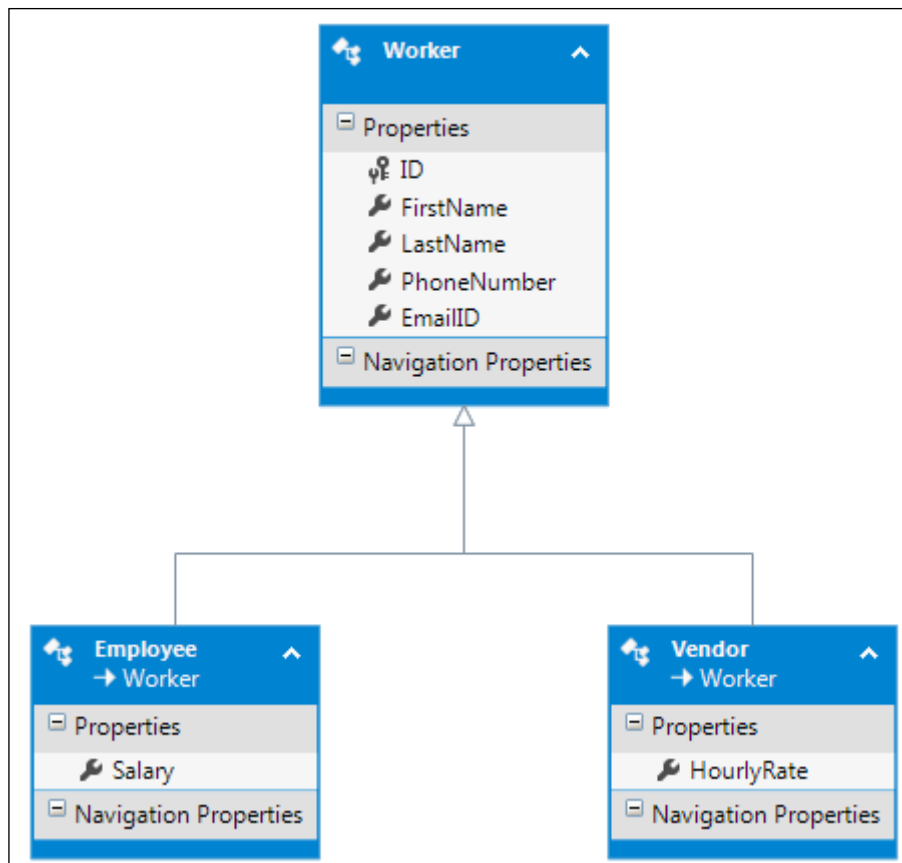 Worker
Properties
ID
FirstName
LastName
PhoneNumber
EmailID
Navigation Properties
Employee
Worker
Properties
Salary
Navigation Properties
Vendor
Worker
Properties
HourlyRate
Navigation Properties